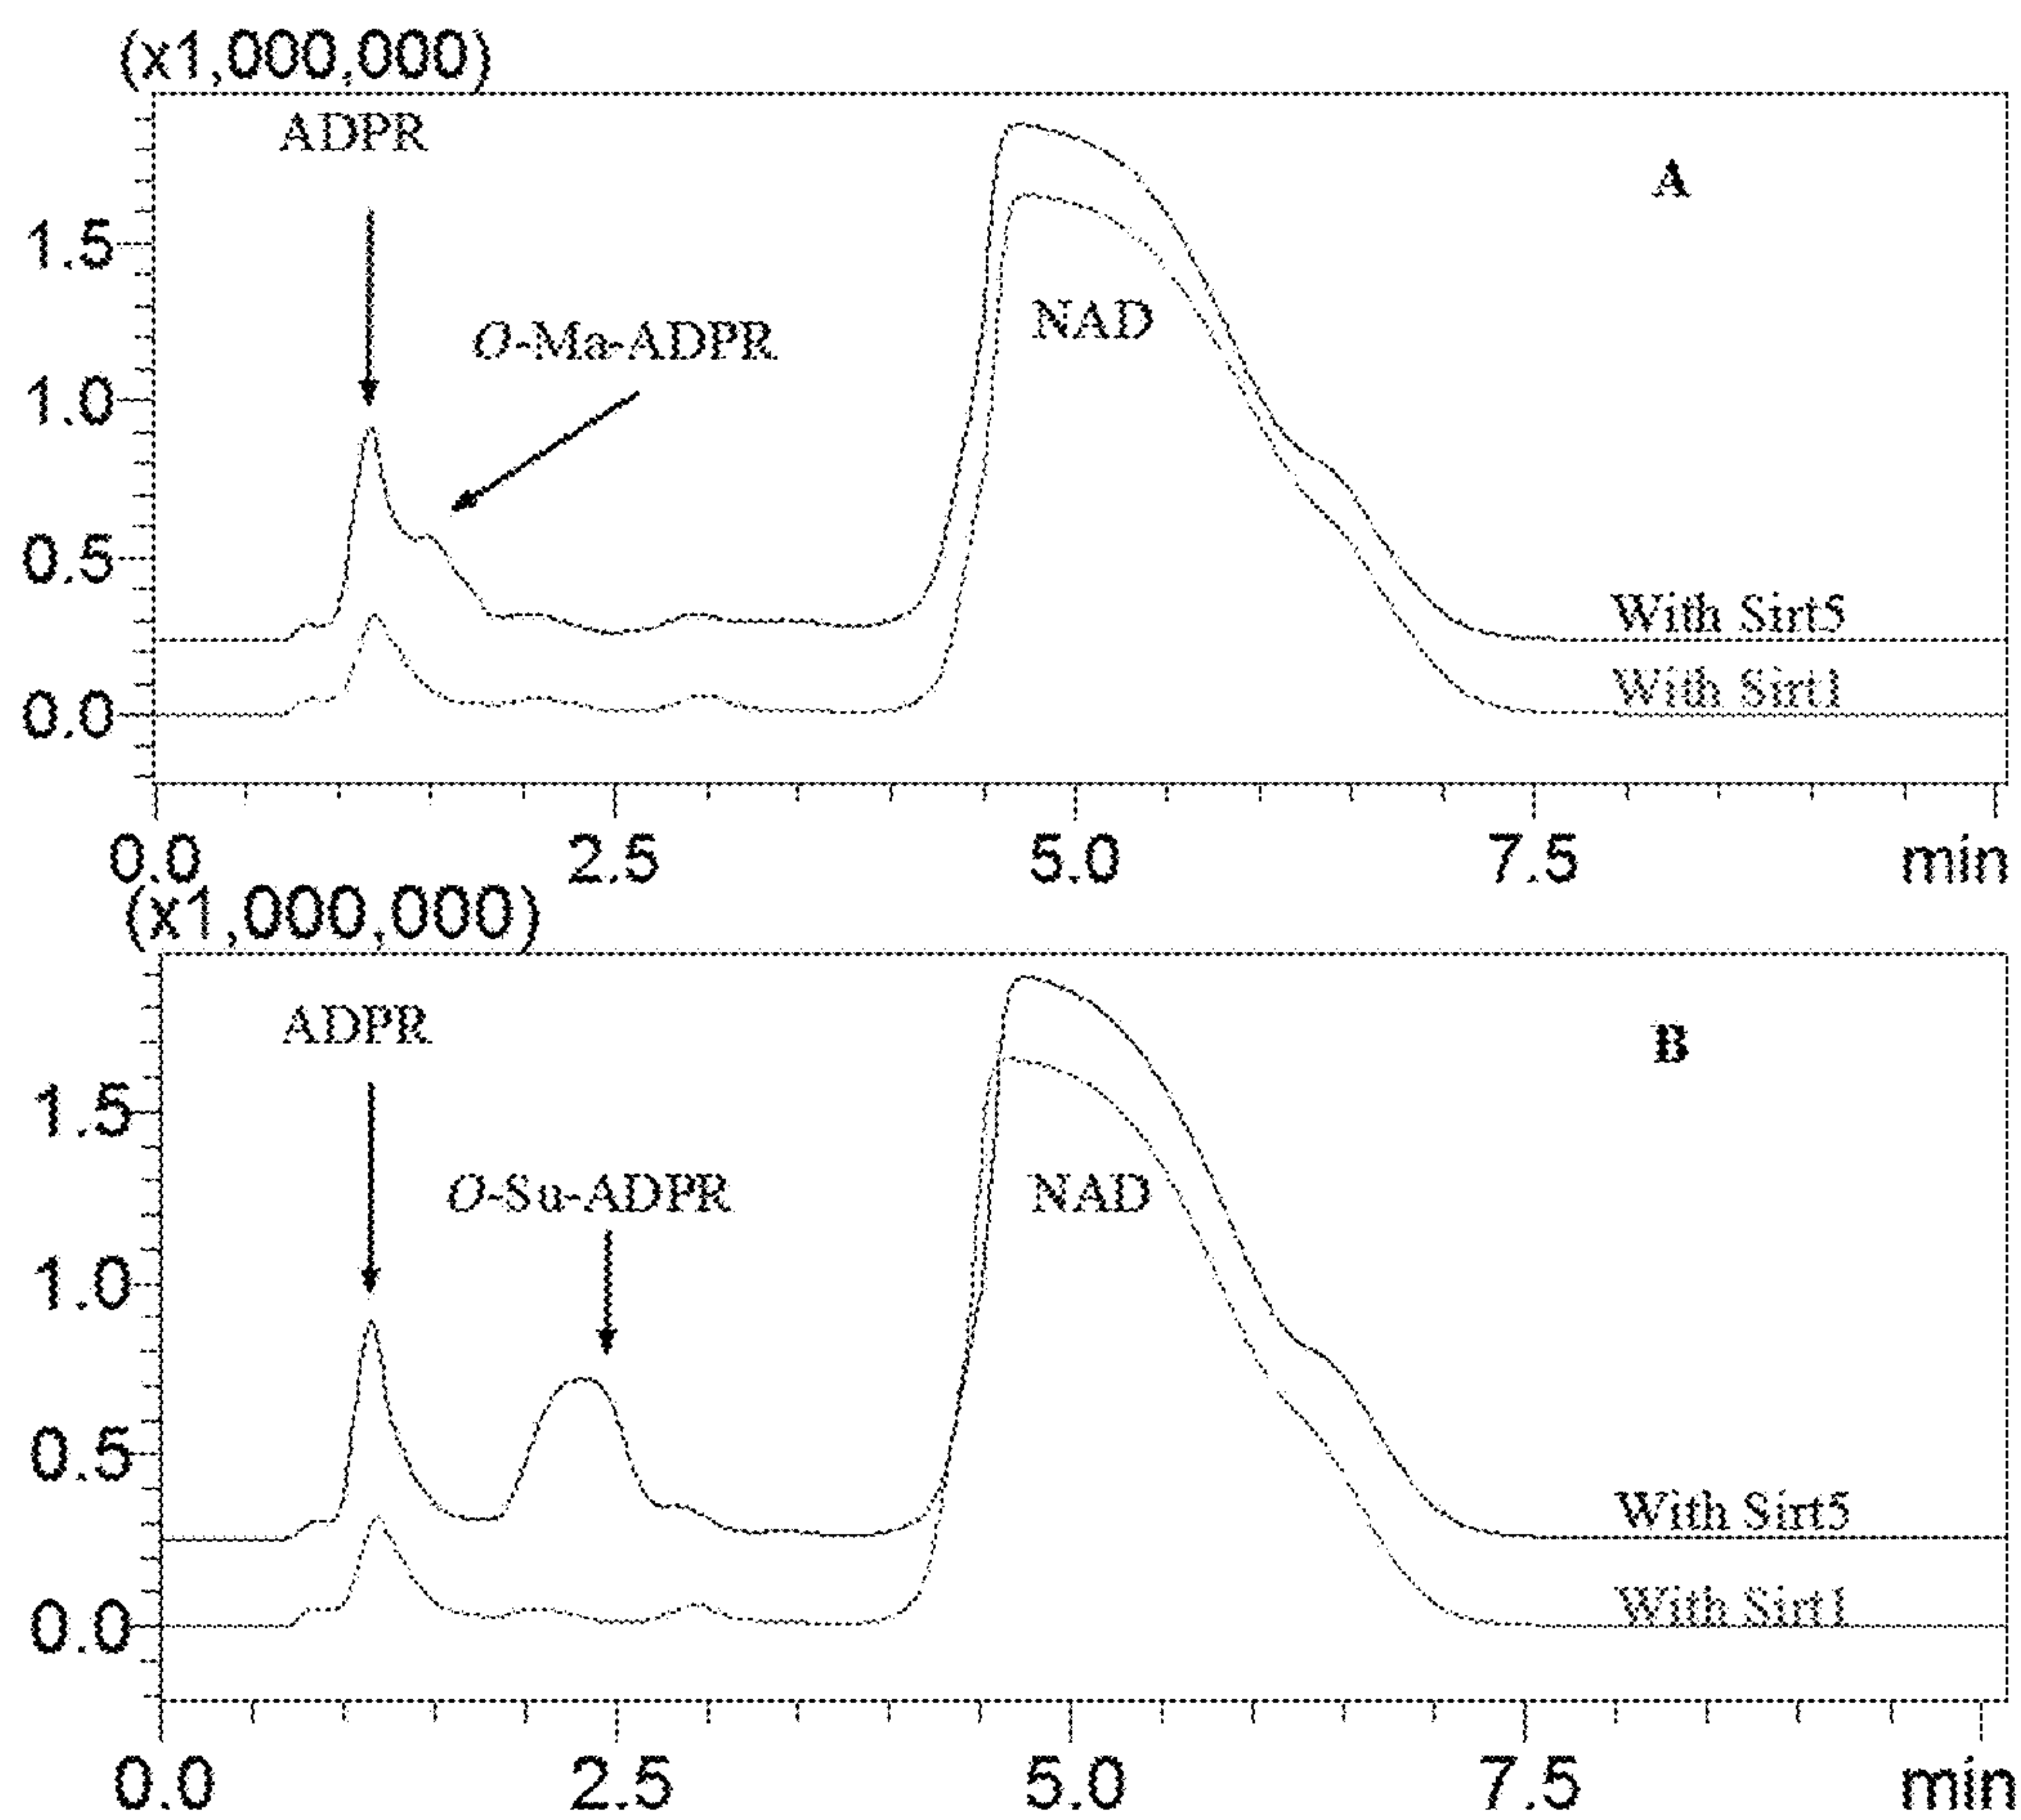 (x1,000,000)
ADPR
A
1.5
NAD
O-Ma-ADPR
1.0
0.5
With Sirt5
With Sirt1
0.0
0.0 2.5 5.0 7.5 min
(x1,000,000)
ADPR
B
1.5
O-Su-ADPR NAD
1.0
0.5
With Sirt5
With Sirt1
0.0
0.0 2.5 5.0 7.5 min